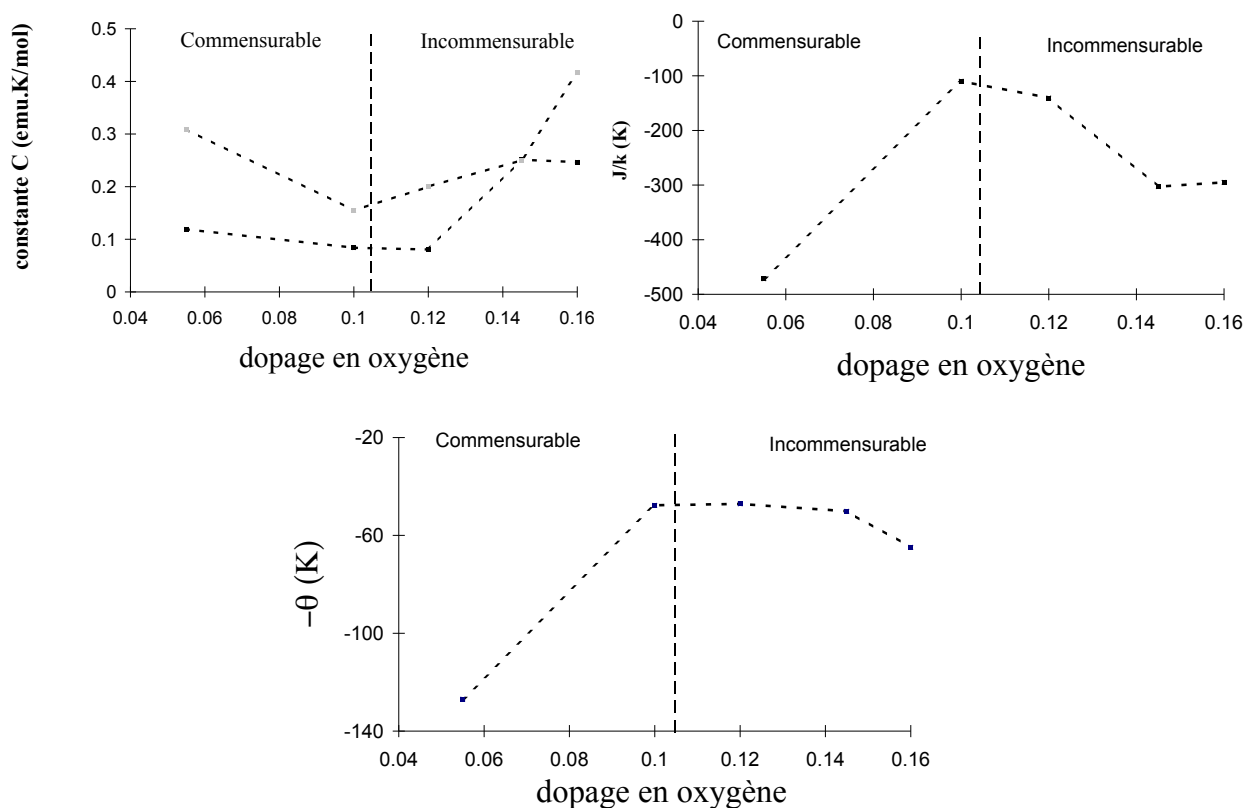 constante C (emu.K/mol)
0.5
0.4
0.3
0.2
0.1
0
Commensurable
Incommensurable
0.04 0.06 0.08 0.1 0.12 0.14 0.16
dopage en oxygène
J/k (K)
0
-100
-200
-300
-400
-500
Commensurable
Incommensurable
0.04 0.06 0.08 0.1 0.12 0.14 0.16
dopage en oxygène
−θ (K)
-20
-60
-100
-140
Commensurable
Incommensurable
0.04 0.06 0.08 0.1 0.12 0.14 0.16
dopage en oxygène